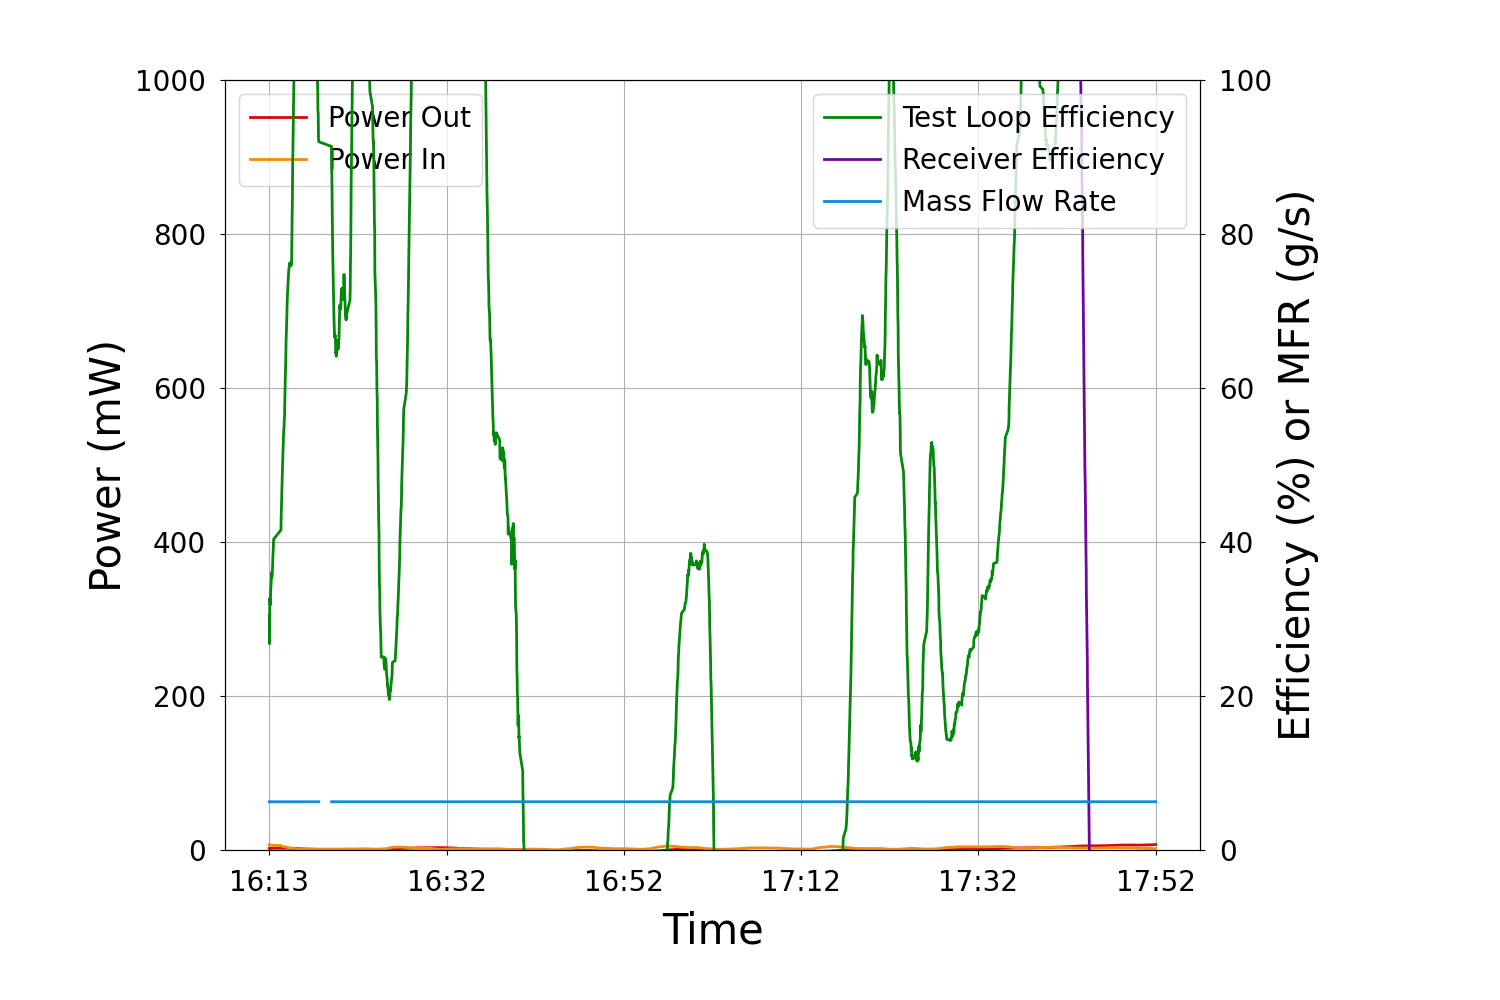 1000
800
600
400
200
0
Power (mW)
Power Out
Power In
Test Loop Efficiency
Receiver Efficiency
Mass Flow Rate
100
80
60
40
20
0
Efficiency (%) or MFR (g/s)
16:13
16:32
16:52
17:12
17:32
17:52
Time